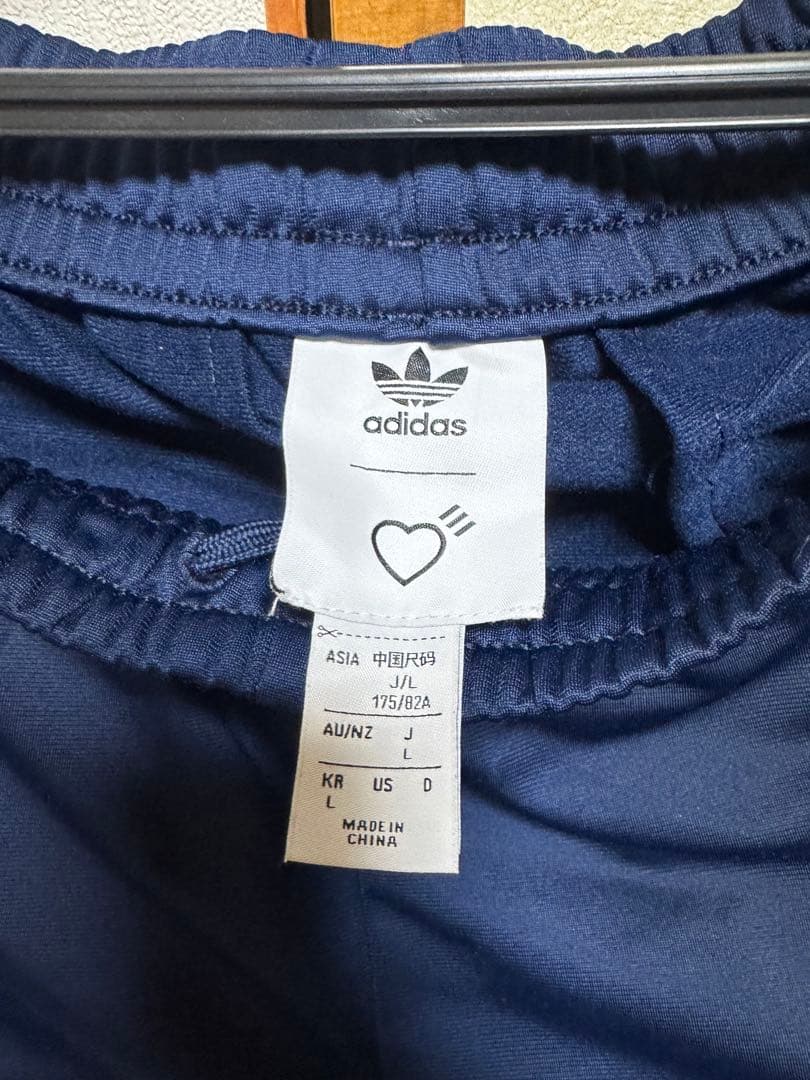 adidas
ASIA 中国尺码
J/L
175/82A
AU/NZ J
L
KR US D
L
MADE IN
CHINA